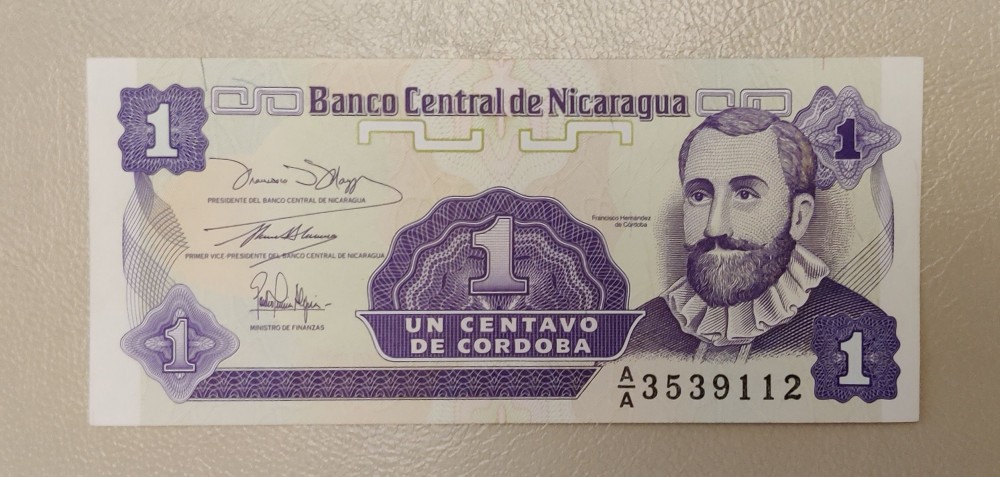 Banco Central de Nicaragua
1
1
PRESIDENTE DEL BANCO CENTRAL DE NICARAGUA
Francisco Hernández
de Córdoba
PRIMER VICE-PRESIDENTE DEL BANCO CENTRAL DE NICARAGUA
1
MINISTRO DE FINANZAS
UN CENTAVO
DE CORDOBA
1
1
A/A 3539112